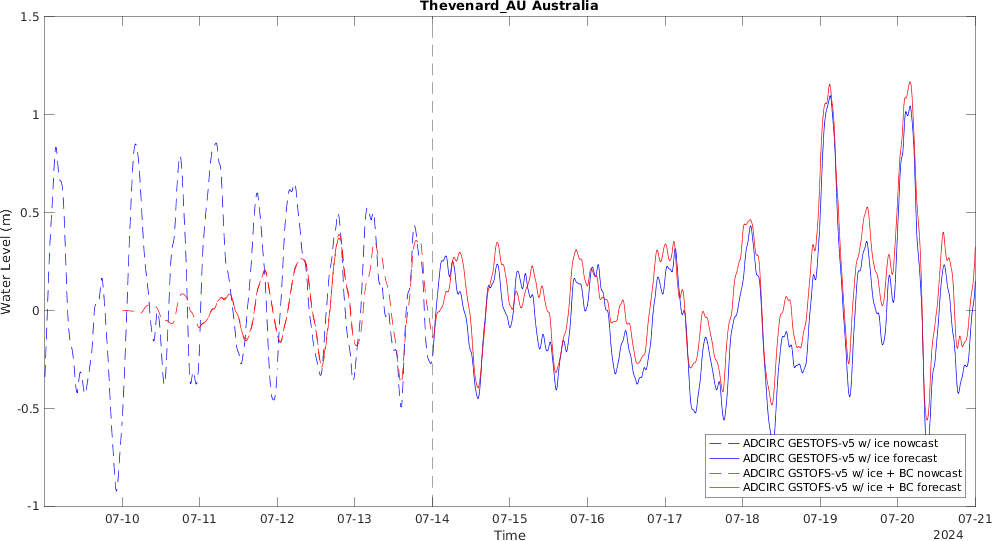 Thevenard_AU Australia
1.5
1
0.5
0
-0.5
-1
Water Level (m)
ADCIRC GESTOFS-v5 w/ ice nowcast
ADCIRC GESTOFS-v5 w/ ice forecast
ADCIRC GSTOFS-v5 w/ ice + BC nowcast
ADCIRC GSTOFS-v5 w/ ice + BC forecast
07-10 07-11 07-12 07-13 07-14 07-15 07-16 07-17 07-18 07-19 07-20 07-21
Time
2024